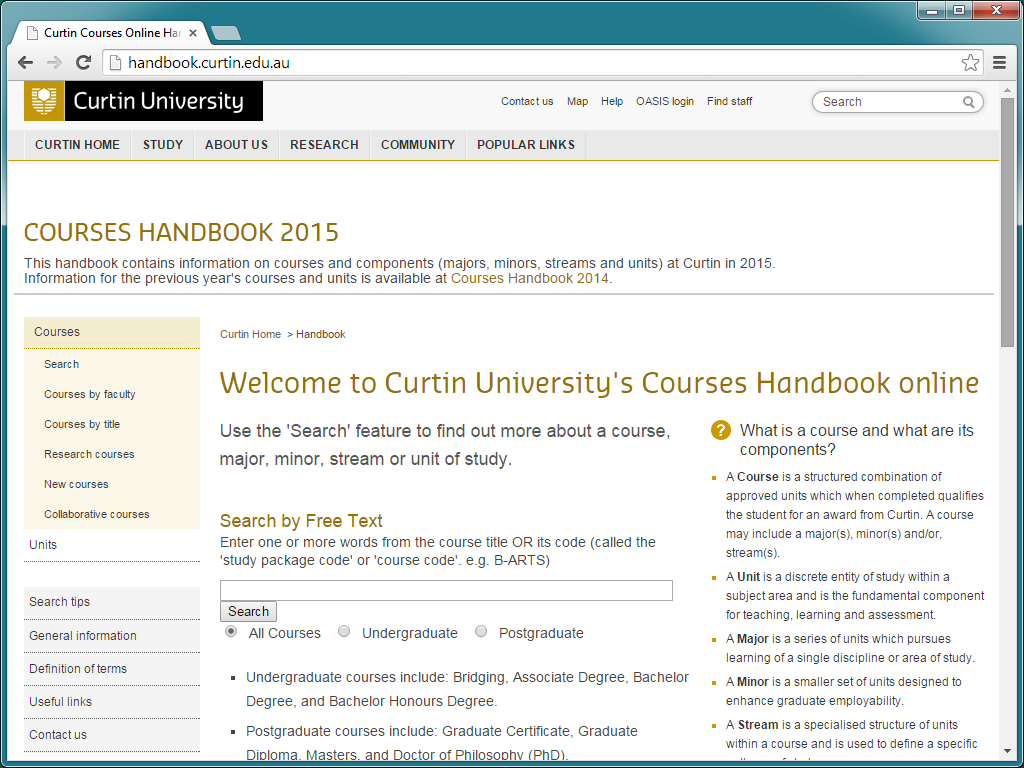 Curtin Courses Online Ha
handbook.curtin.edu.au
Curtin University
Contact us Map Help OASIS login Find staff
Search
CURTIN HOME STUDY ABOUT US RESEARCH COMMUNITY POPULAR LINKS
COURSES HANDBOOK 2015
This handbook contains information on courses and components (majors, minors, streams and units) at Curtin in 2015.
Information for the previous year's courses and units is available at Courses Handbook 2014.
Courses
Search
Courses by faculty
Courses by title
Research courses
New courses
Collaborative courses
Units
Search tips
General information
Definition of terms
Useful links
Contact us
Curtin Home > Handbook
Welcome to Curtin University's Courses Handbook online
Use the 'Search' feature to find out more about a course,
major, minor, stream or unit of study.
Search by Free Text
Enter one or more words from the course title OR its code (called the
'study package code' or 'course code'. e.g. B-ARTS)
Search
All Courses Undergraduate Postgraduate
Undergraduate courses include: Bridging, Associate Degree, Bachelor
Degree, and Bachelor Honours Degree.
Postgraduate courses include: Graduate Certificate, Graduate
Diploma, Masters, and Doctor of Philosophy (PhD).
? What is a course and what are its
components?
A Course is a structured combination of
approved units which when completed qualifies
the student for an award from Curtin. A course
may include a major(s), minor(s) and/or,
stream(s).
A Unit is a discrete entity of study within a
subject area and is the fundamental component
for teaching, learning and assessment.
A Major is a series of units which pursues
learning of a single discipline or area of study.
A Minor is a smaller set of units designed to
enhance graduate employability.
A Stream is a specialised structure of units
within a course and is used to define a specific